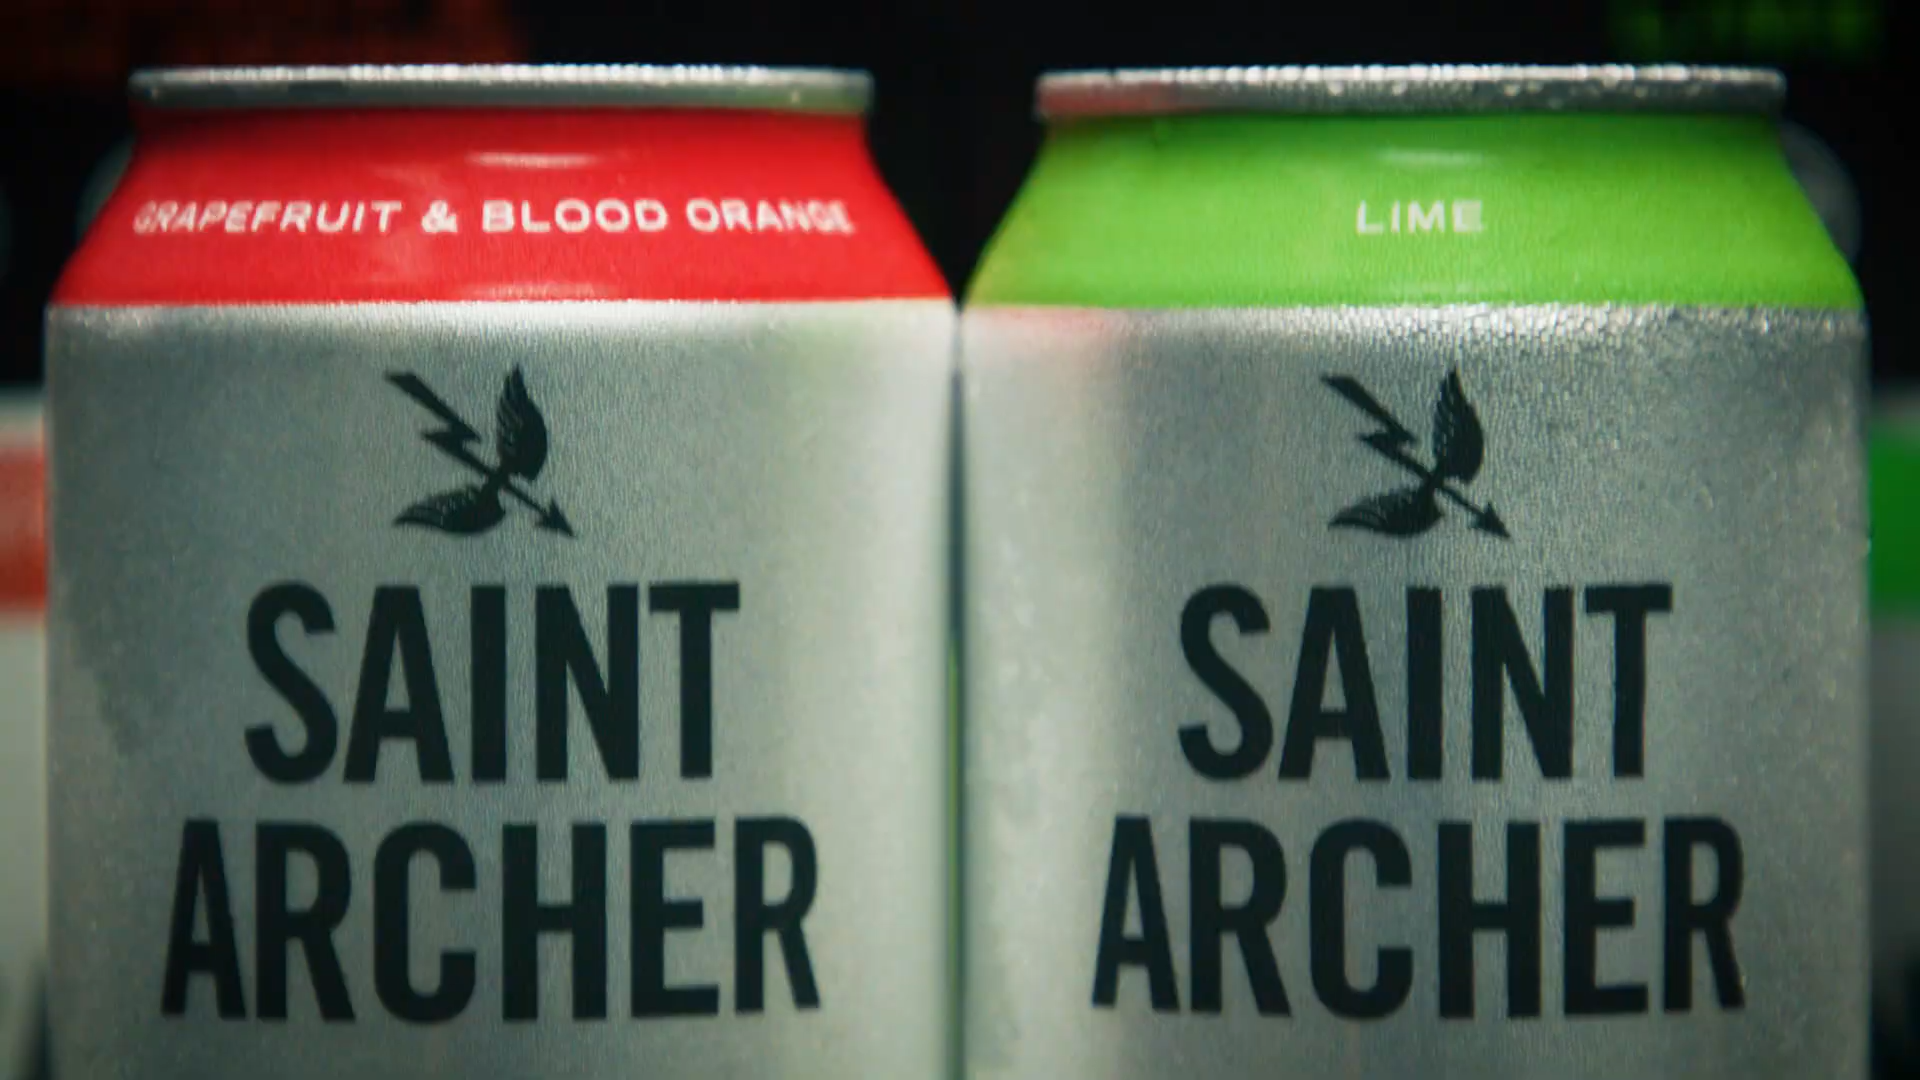 GRAPEFRUIT & BLOOD ORANGE
SAINT
ARCHER
LIME
SAINT
ARCHER